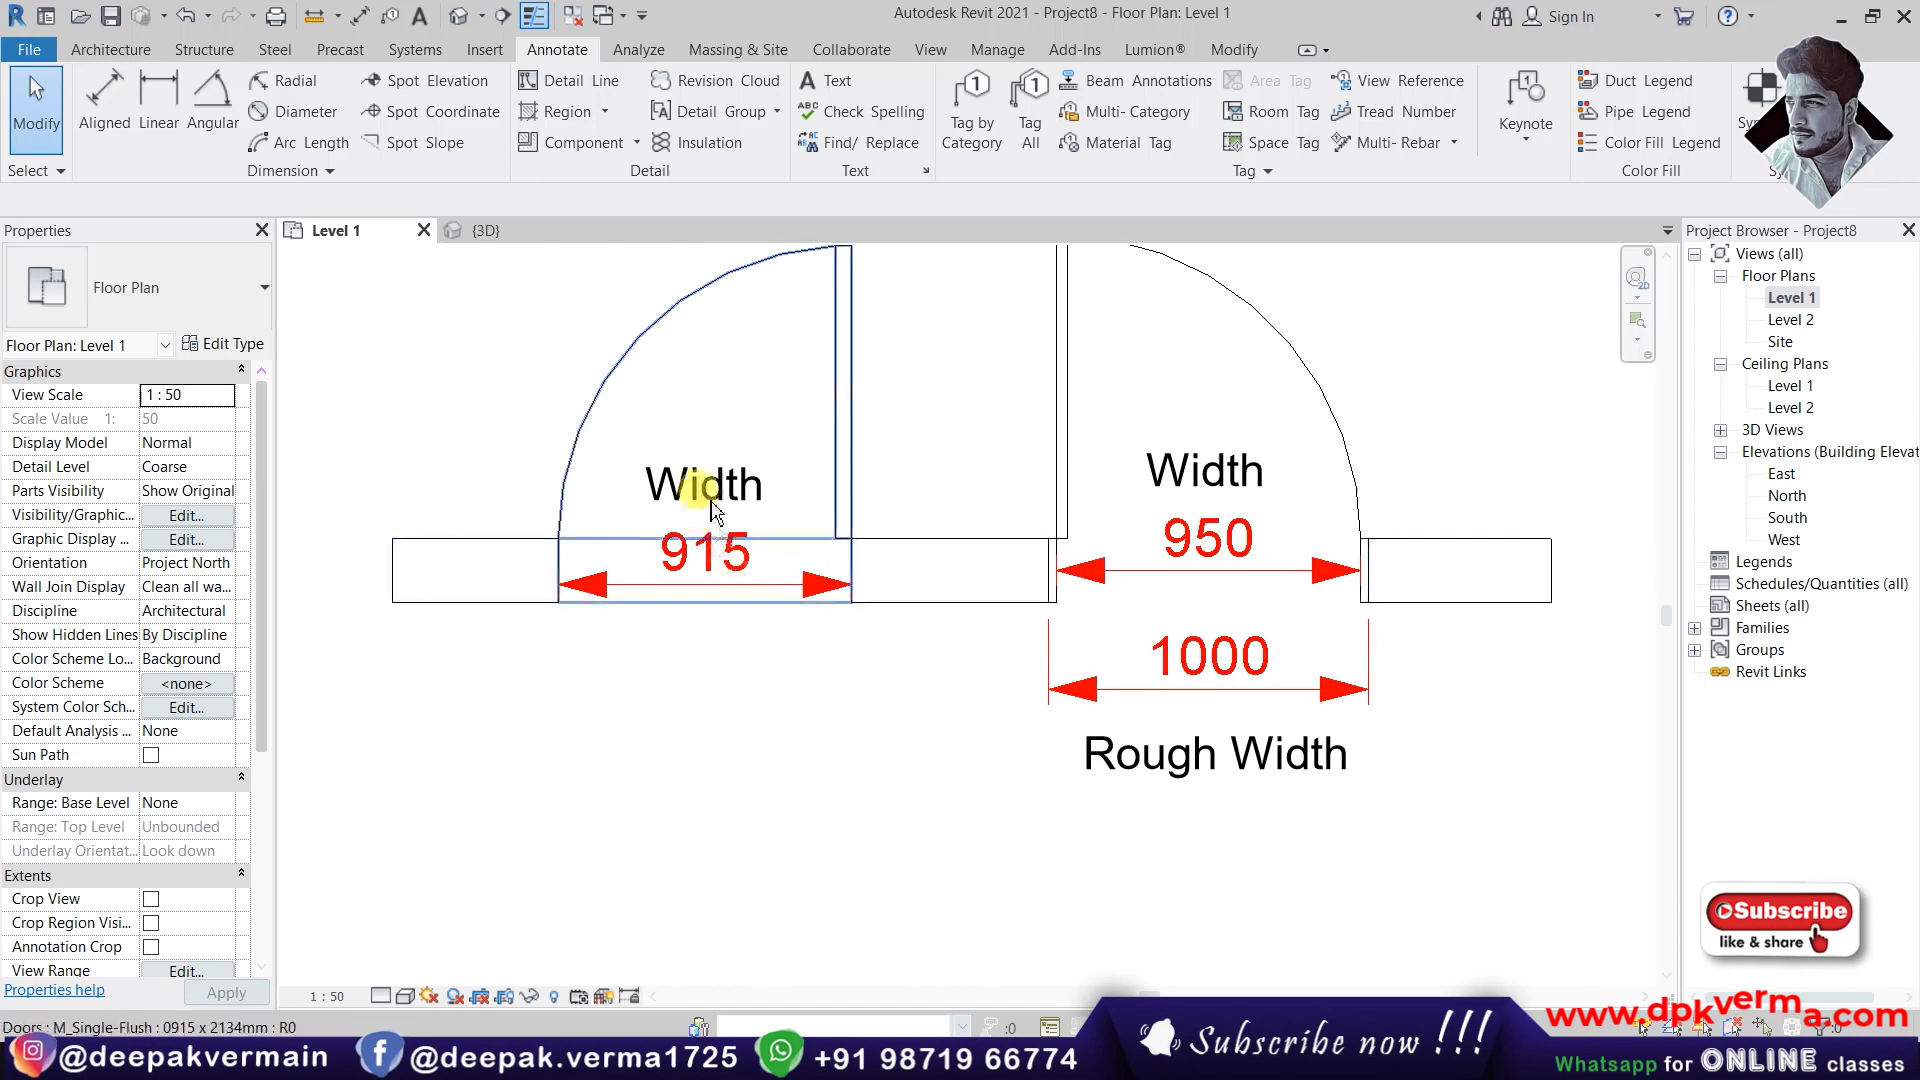 Autodesk Revit 2021 - Project8 - Floor Plan: Level 1
Sign In
File Architecture Structure Steel Precast Systems Insert Annotate Analyze Massing & Site Collaborate View Manage Add-Ins Lumion® Modify
Modify
Select
Aligned Linear Angular
Radial
Diameter
Arc Length
Spot Elevation
Spot Coordinate
Spot Slope
Dimension
Detail Line
Region
Component
Revision Cloud
Detail Group
Insulation
Detail
Text
Check Spelling
Find/ Replace
Text
Tag by Category
Tag All
Beam Annotations
Multi- Category
Material Tag
Area Tag
Room Tag
Space Tag
View Reference
Tread Number
Multi- Rebar
Tag
Keynote
Duct Legend
Pipe Legend
Color Fill Legend
Color Fill
Properties
Floor Plan
Floor Plan: Level 1
Edit Type
Graphics
View Scale 1 : 50
Scale Value 1: 50
Display Model Normal
Detail Level Coarse
Parts Visibility Show Original
Visibility/Graphic... Edit...
Graphic Display ... Edit...
Orientation Project North
Wall Join Display Clean all wa...
Discipline Architectural
Show Hidden Lines By Discipline
Color Scheme Lo... Background
Color Scheme <none>
System Color Sch... Edit...
Default Analysis ... None
Sun Path
Underlay
Range: Base Level None
Range: Top Level Unbounded
Underlay Orientat... Look down
Extents
Crop View
Crop Region Visi...
Annotation Crop
View Range Edit...
Properties help
Apply
Level 1
{3D}
Width
915
Width
950
1000
Rough Width
1 : 50
Project Browser - Project8
Views (all)
Floor Plans
Level 1
Level 2
Site
Ceiling Plans
Level 1
Level 2
3D Views
Elevations (Building Elevat
East
North
South
West
Legends
Schedules/Quantities (all)
Sheets (all)
Families
Groups
Revit Links
Subscribe
like & share
Doors : M_Single-Flush : 0915 x 2134mm : R0
:0
:0
@deepakvermain
@deepak.verma1725
+91 98719 66774
Subscribe now !!!
www.dpkverma.com
Whatsapp for ONLINE classes